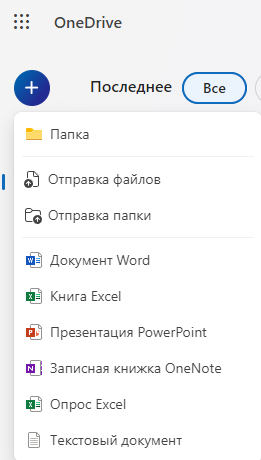 OneDrive
Последнее Все
Папка
Отправка файлов
Отправка папки
Документ Word
Книга Excel
Презентация PowerPoint
Записная книжка OneNote
Опрос Excel
Текстовый документ